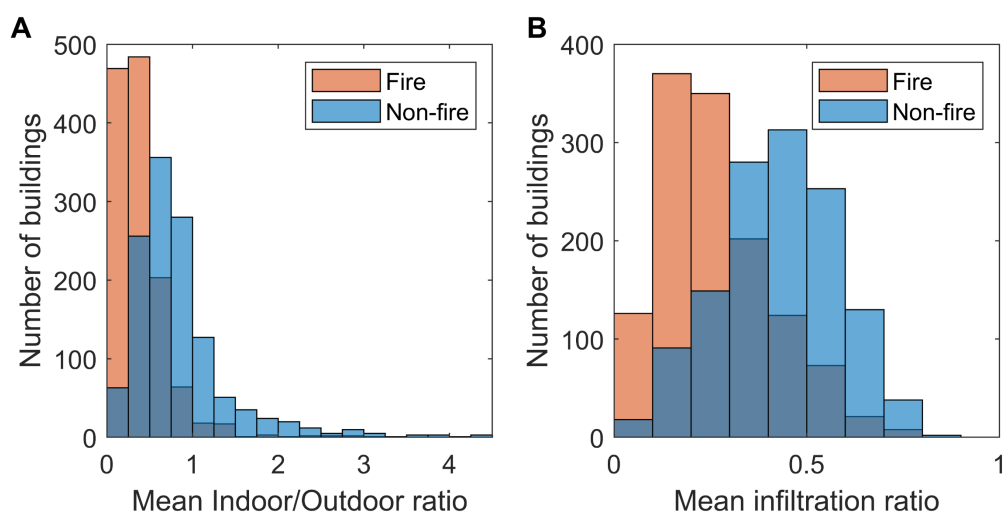 A
500
400
300
200
100
0
Number of buildings
Fire
Non-fire
0 1 2 3 4
Mean Indoor/Outdoor ratio
B
400
300
200
100
0
Number of buildings
Fire
Non-fire
0 0.5 1
Mean infiltration ratio